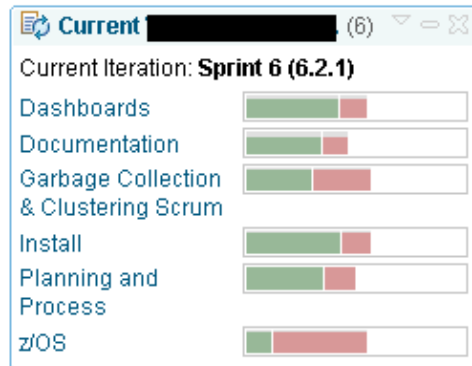 Current (6)
Current Iteration: Sprint 6 (6.2.1)
Dashboards
Documentation
Garbage Collection
& Clustering Scrum
Install
Planning and
Process
z/OS